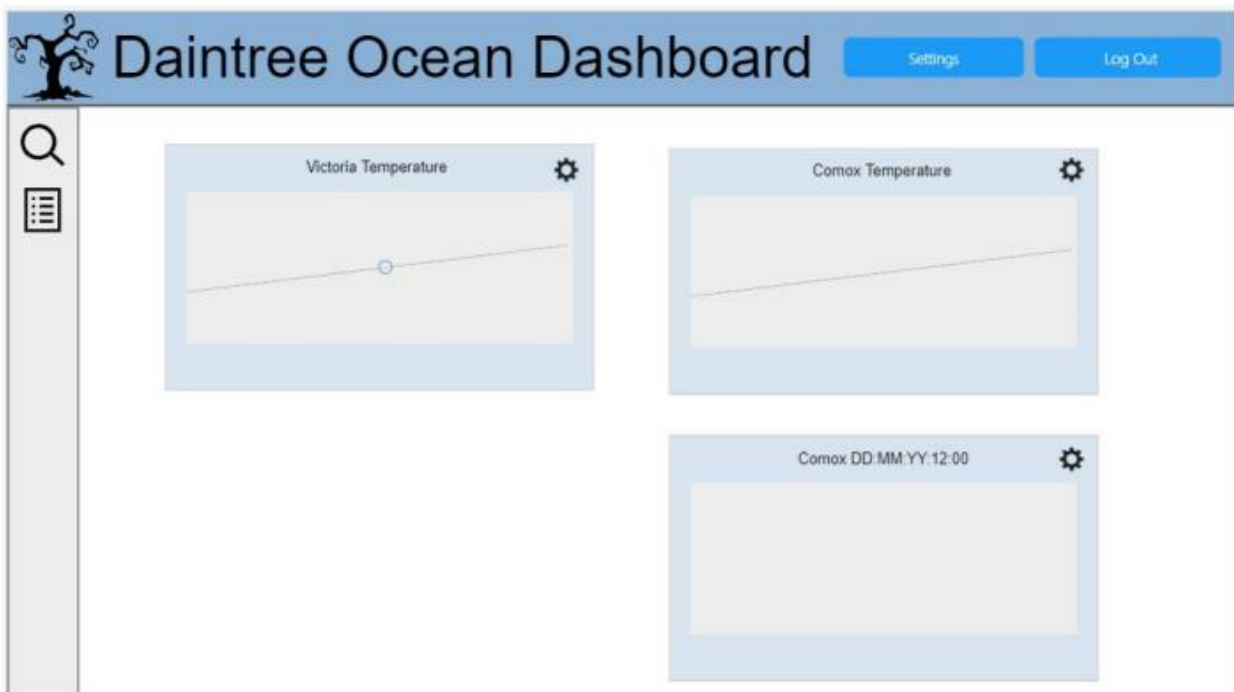 Daintree Ocean Dashboard
Settings
Log Out
Victoria Temperature
Comox Temperature
Comox DD:MM:YY:12:00